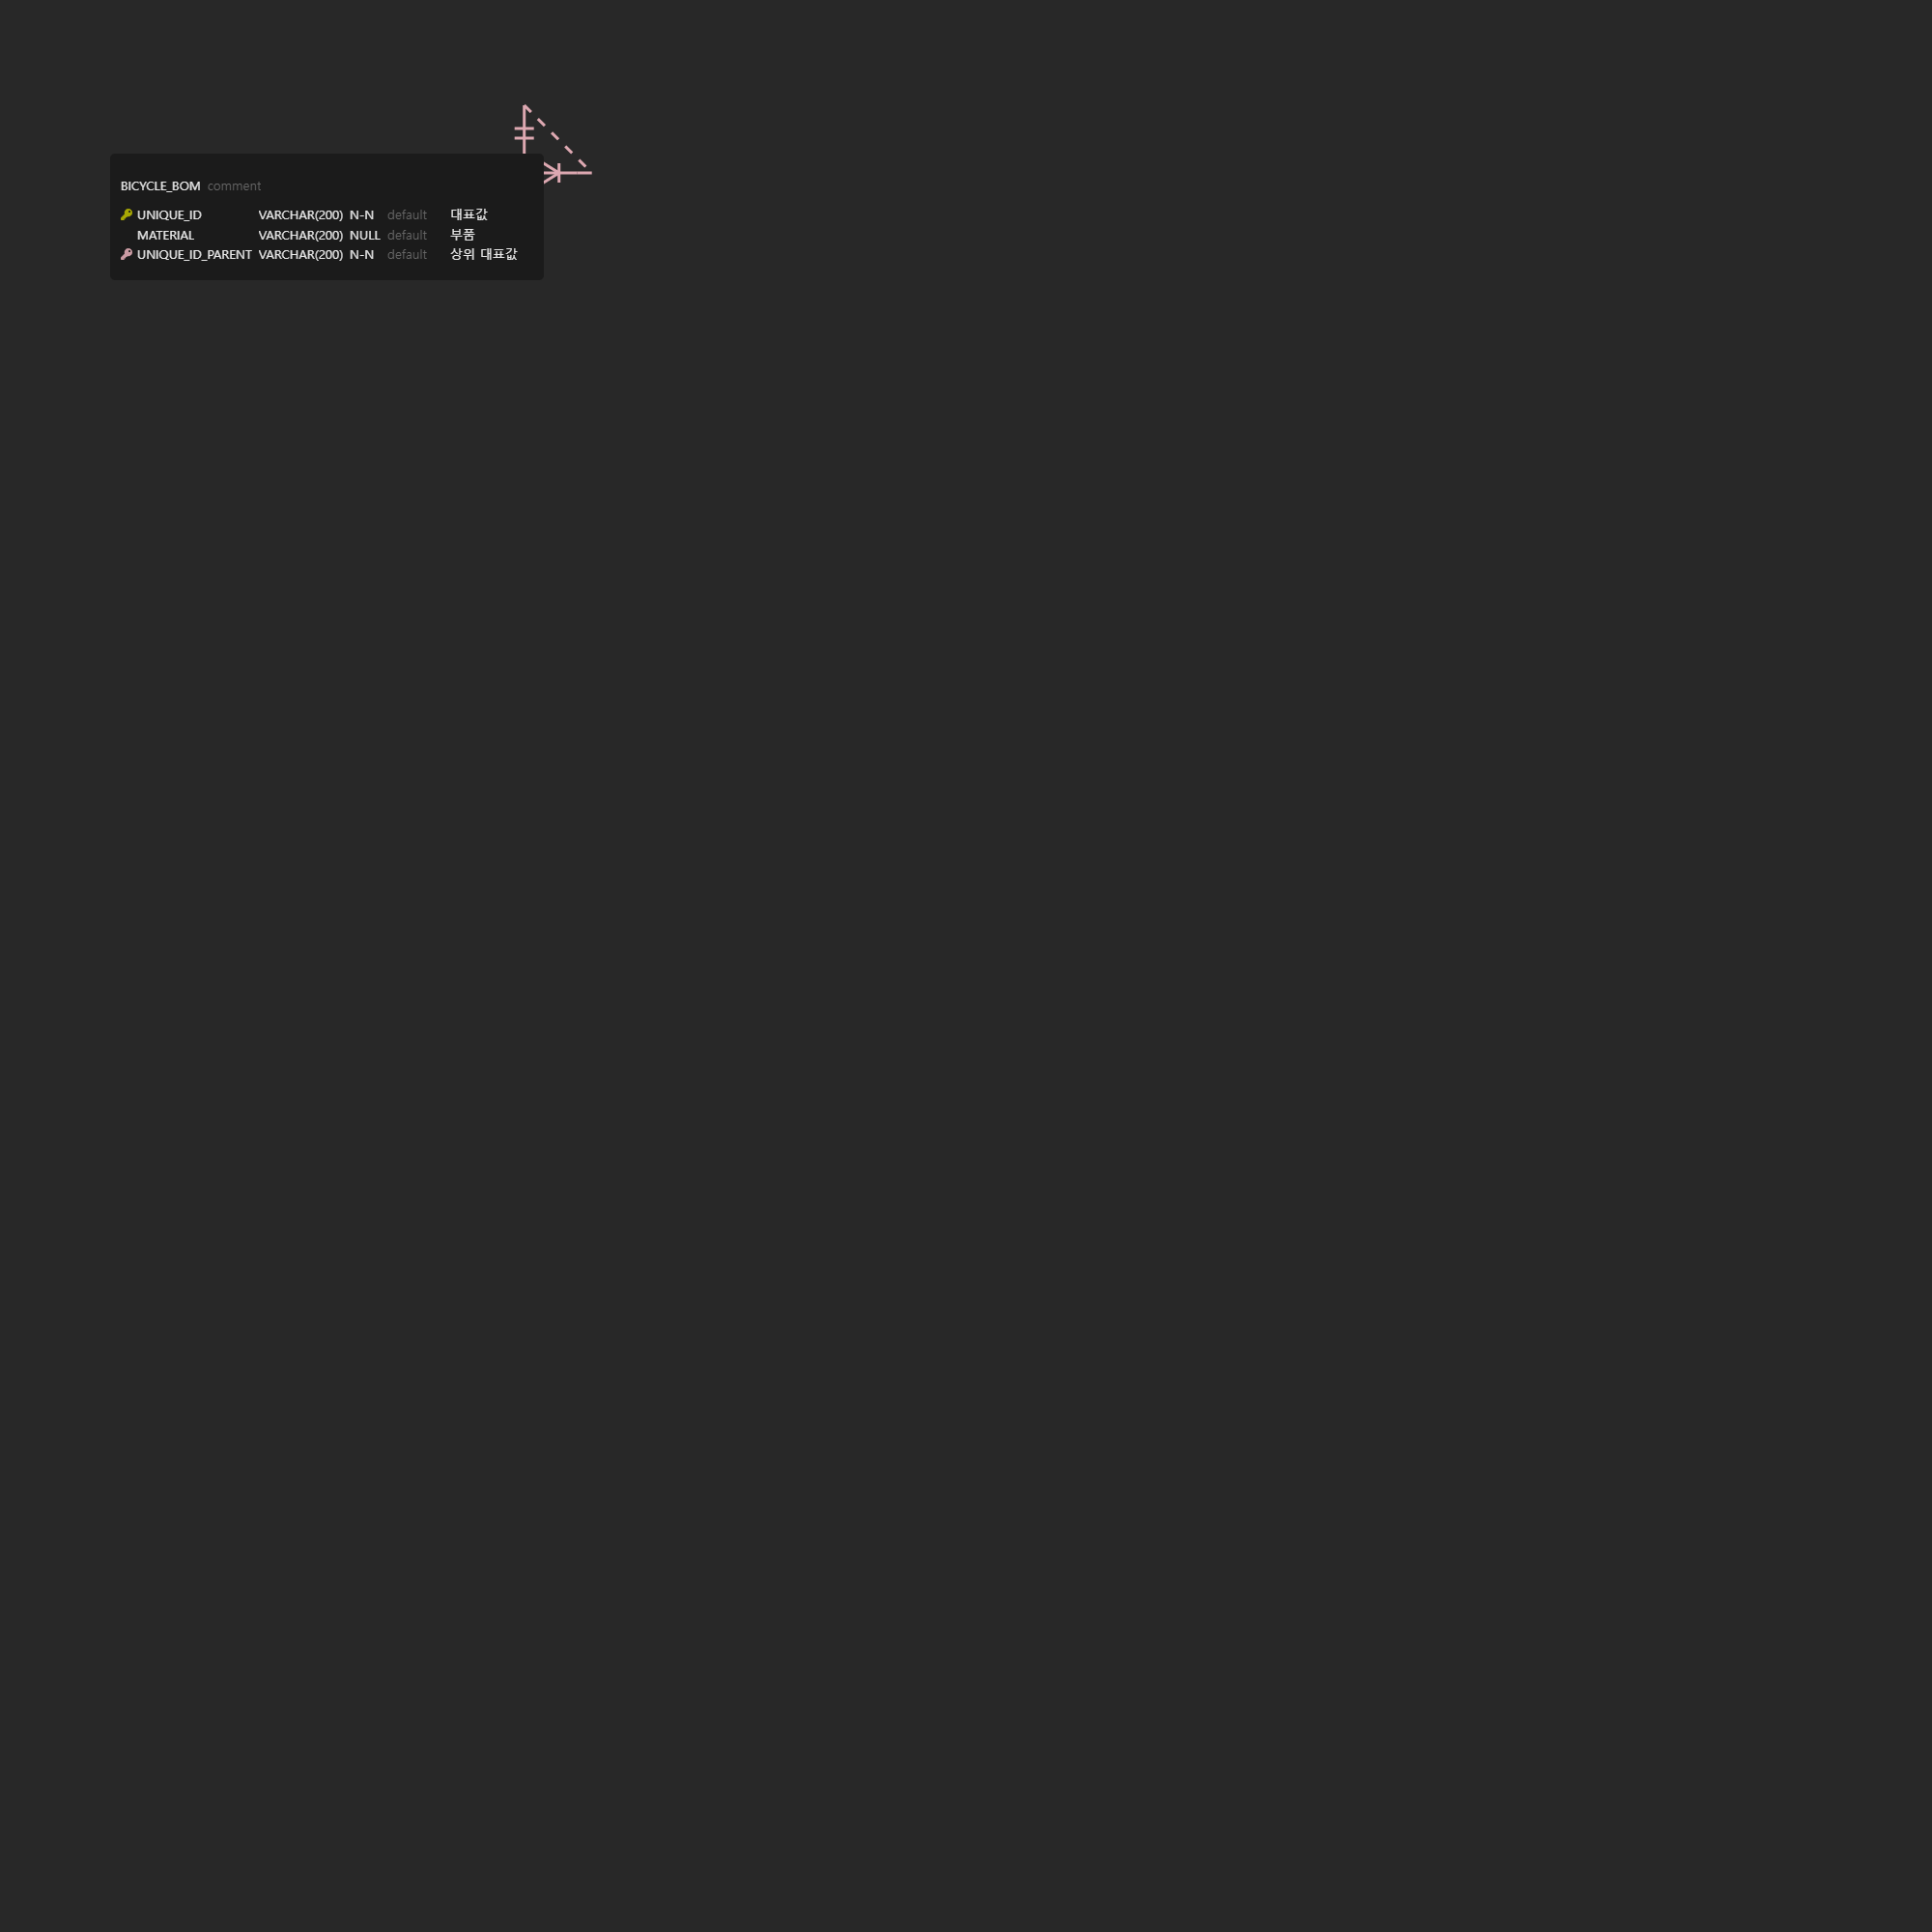 BICYCLE_BOM comment
UNIQUE_ID VARCHAR(200) N-N default 대표값
MATERIAL VARCHAR(200) NULL default 부품
UNIQUE_ID_PARENT VARCHAR(200) N-N default 상위 대표값